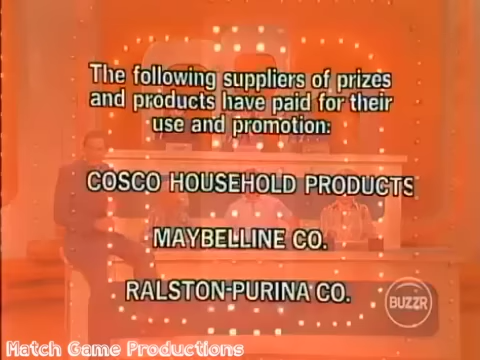 The following suppliers of prizes
and products have paid for their
use and promotion:
COSCO HOUSEHOLD PRODUCTS
MAYBELLINE CO.
RALSTON-PURINA CO.
BUZZR
Match Game Productions